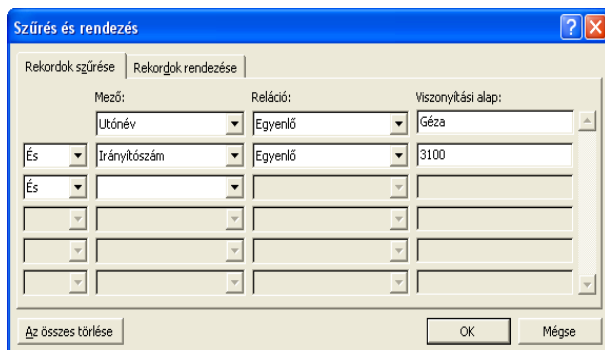 Szűrés és rendezés
Rekordok szűrése Rekordok rendezése
Mező: Reláció: Viszonyítási alap:
Utónév Egyenlő Géza
És Irányítószám Egyenlő 3100
És
Az összes törlése OK Mégse